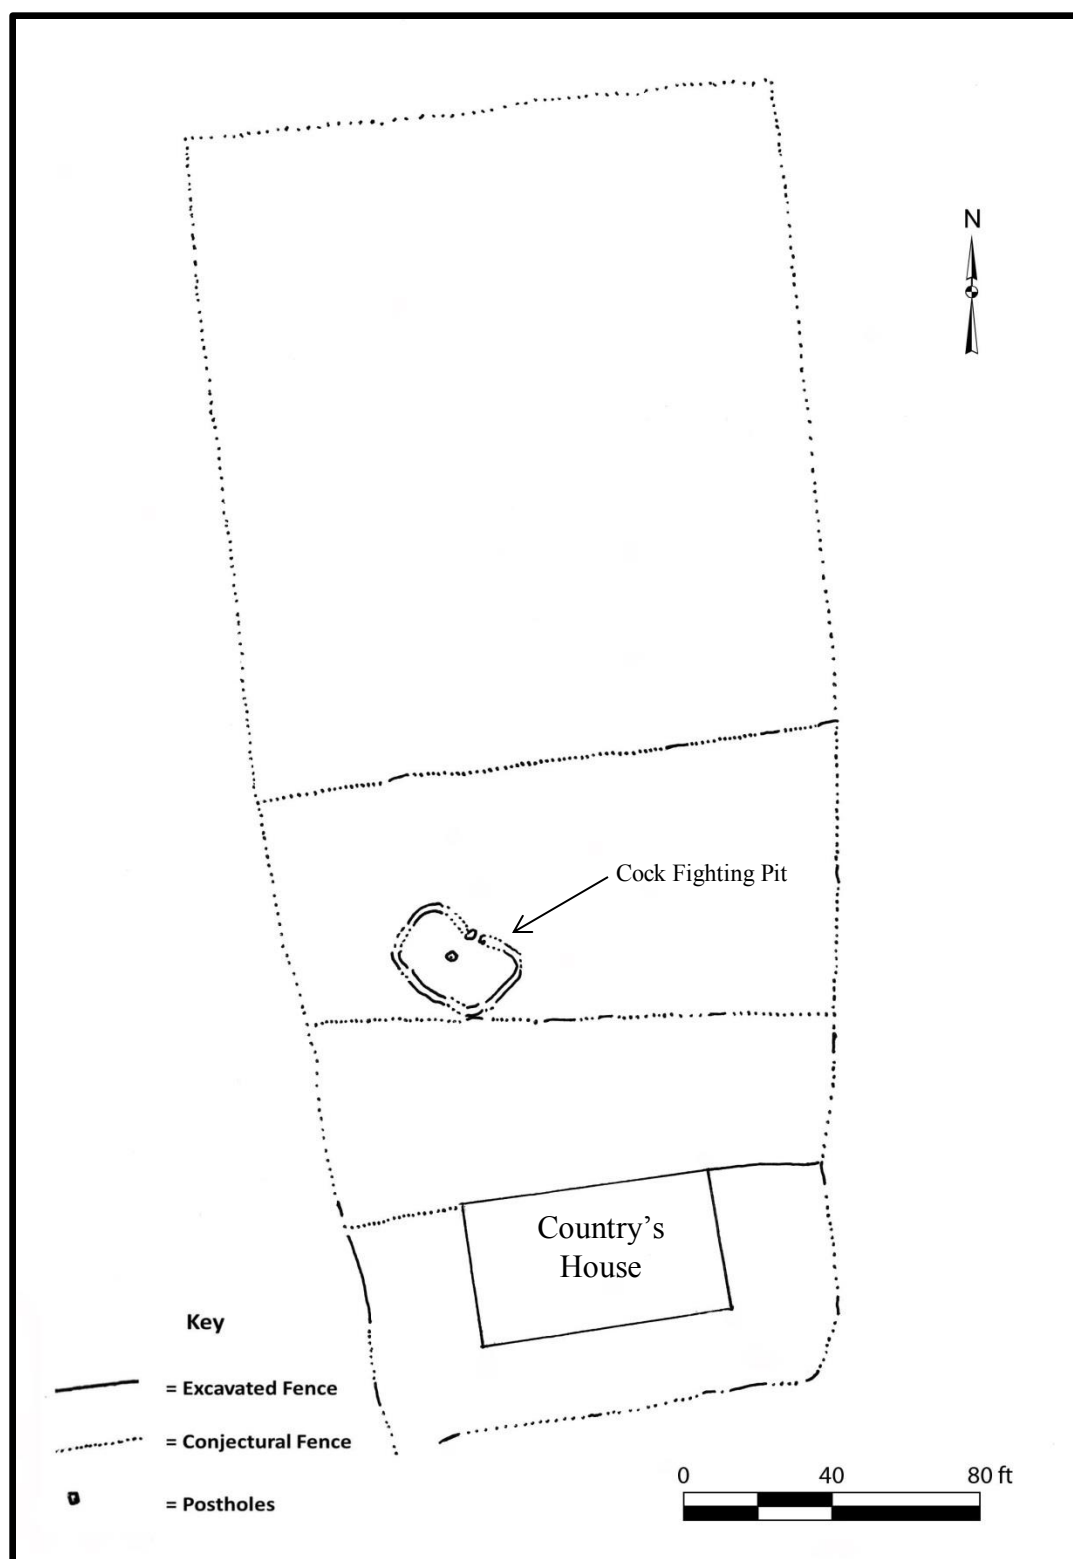 N
Cock Fighting Pit
Country’s
House
Key
= Excavated Fence
= Conjectural Fence
= Postholes
0 40 80 ft